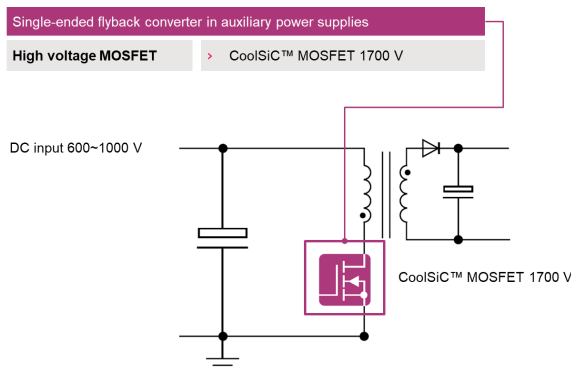 Single-ended flyback converter in auxiliary power supplies
High voltage MOSFET
› CoolSiC™ MOSFET 1700 V
DC input 600~1000 V
CoolSiC™ MOSFET 1700 V